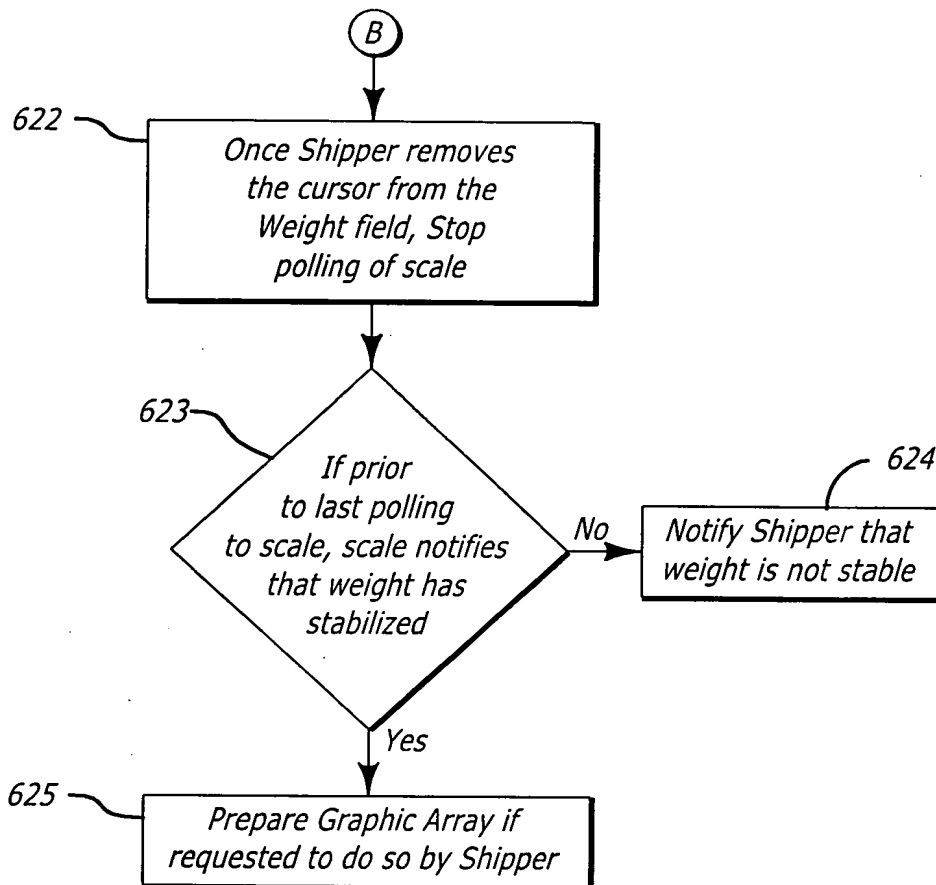 B
622
Once Shipper removes
the cursor from the
Weight field, Stop
polling of scale
623
If prior
to last polling
to scale, scale notifies
that weight has
stabilized
No
624
Notify Shipper that
weight is not stable
Yes
625
Prepare Graphic Array if
requested to do so by Shipper